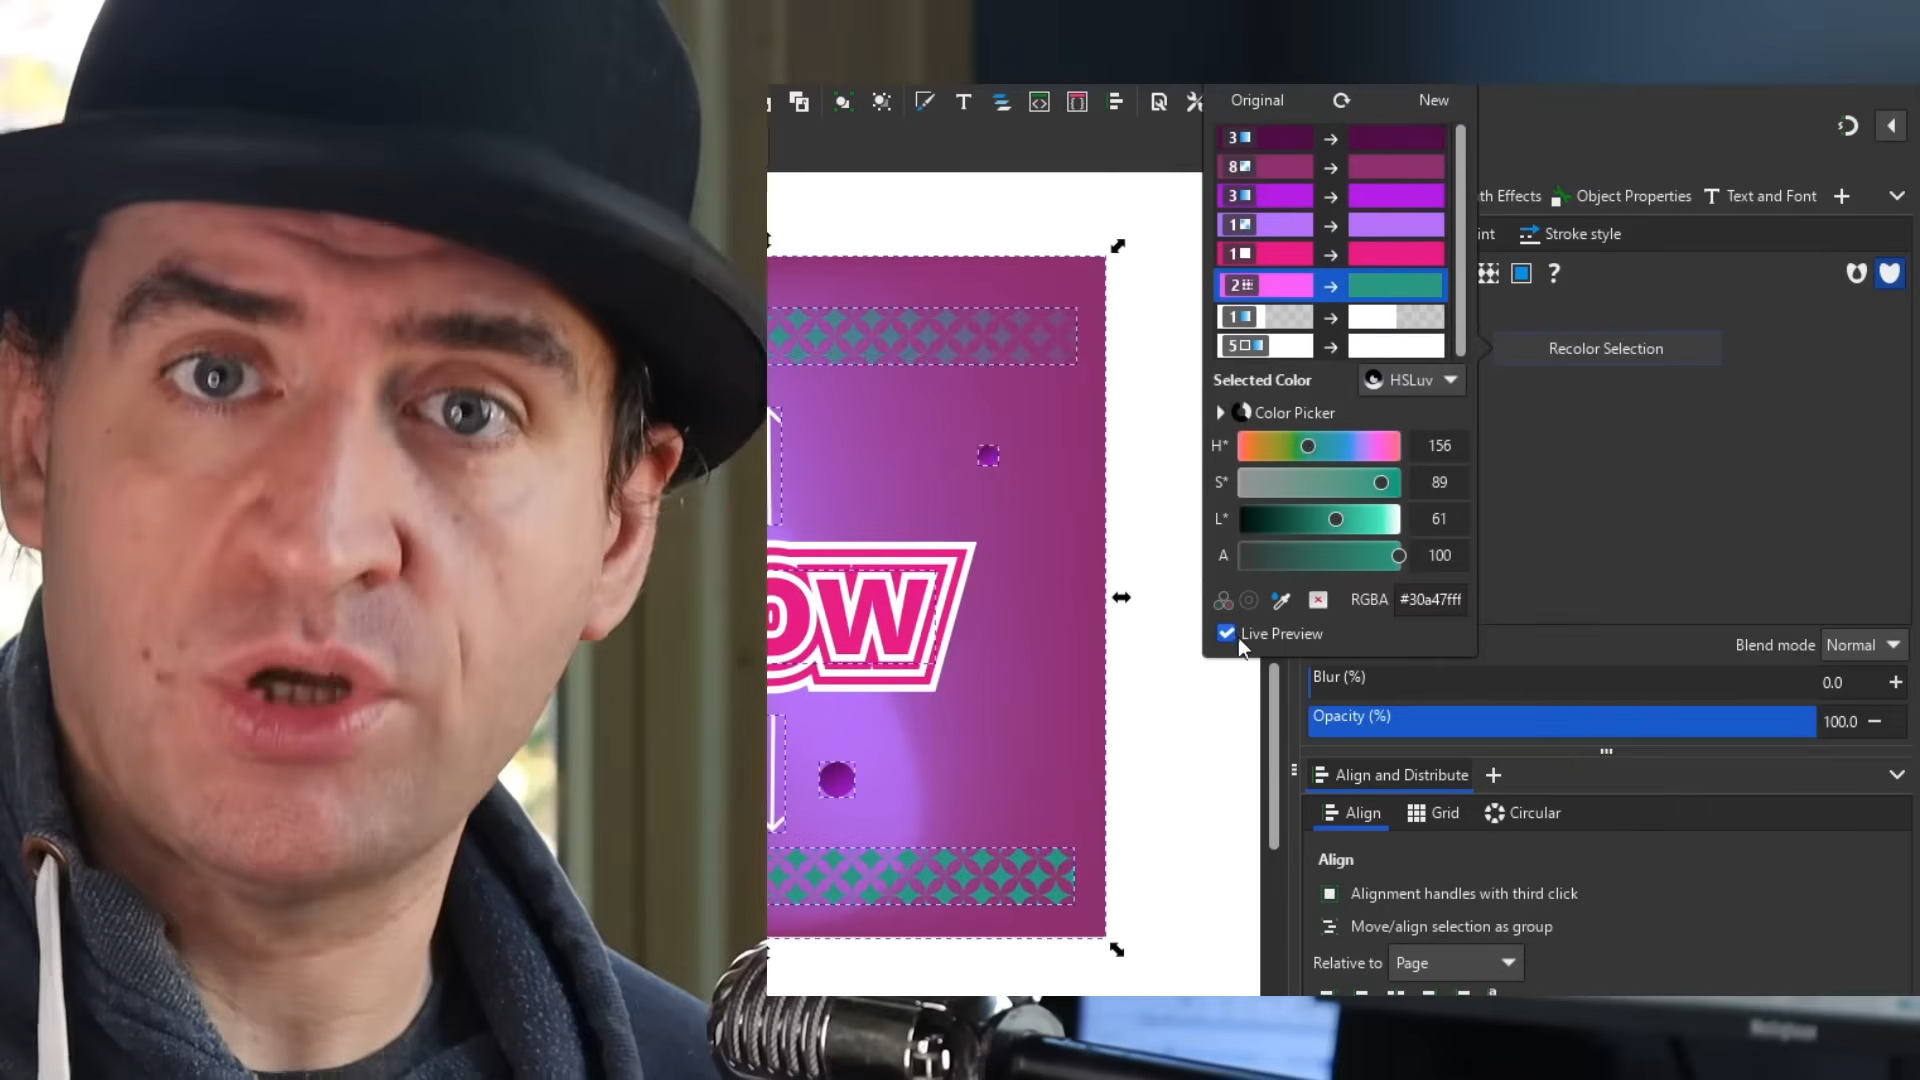 Original New
3
8
3
1
1
2
1
5
th Effects Object Properties T Text and Font
int Stroke style
?
Recolor Selection
Selected Color HSLuv
Color Picker
H* 156
S* 89
L* 61
A 100
RGBA #30a47fff
Live Preview
OW
Blend mode Normal
Blur (%) 0.0
Opacity (%) 100.0
Align and Distribute
Align Grid Circular
Align
Alignment handles with third click
Move/align selection as group
Relative to Page